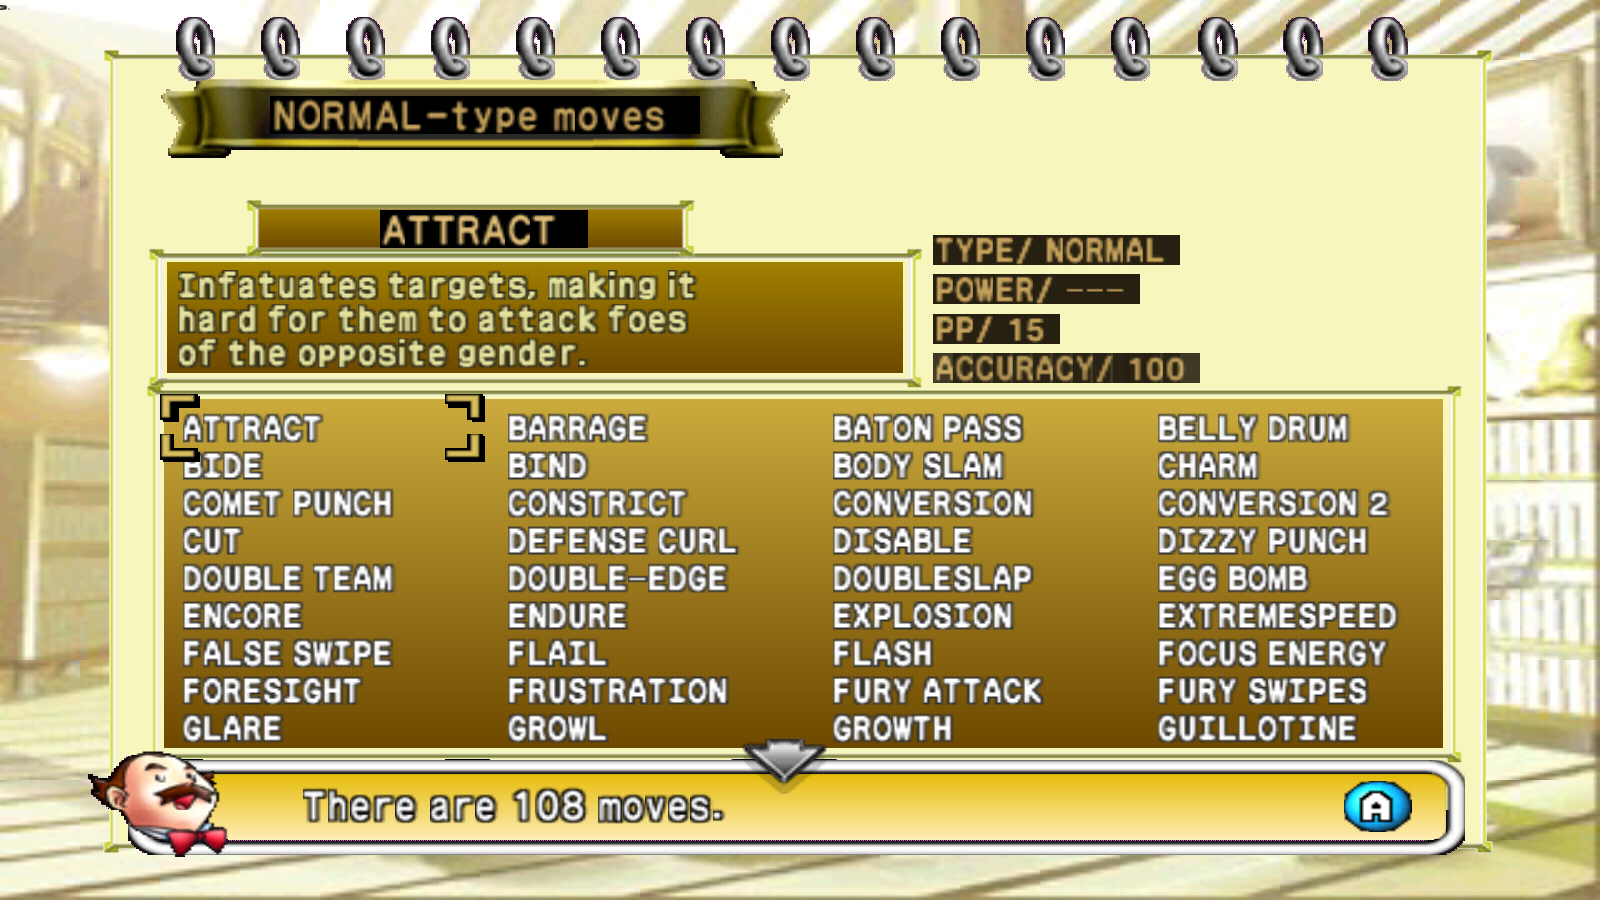 NORMAL-type moves
ATTRACT
Infatuates targets, making it
hard for them to attack foes
of the opposite gender.
TYPE/ NORMAL
POWER/ ---
PP/ 15
ACCURACY/ 100
ATTRACT BARRAGE BATON PASS BELLY DRUM
BIDE BIND BODY SLAM CHARM
COMET PUNCH CONSTRICT CONVERSION CONVERSION 2
CUT DEFENSE CURL DISABLE DIZZY PUNCH
DOUBLE TEAM DOUBLE-EDGE DOUBLESLAP EGG BOMB
ENCORE ENDURE EXPLOSION EXTREMESPEED
FALSE SWIPE FLAIL FLASH FOCUS ENERGY
FORESIGHT FRUSTRATION FURY ATTACK FURY SWIPES
GLARE GROWL GROWTH GUILLOTINE
There are 108 moves.
A